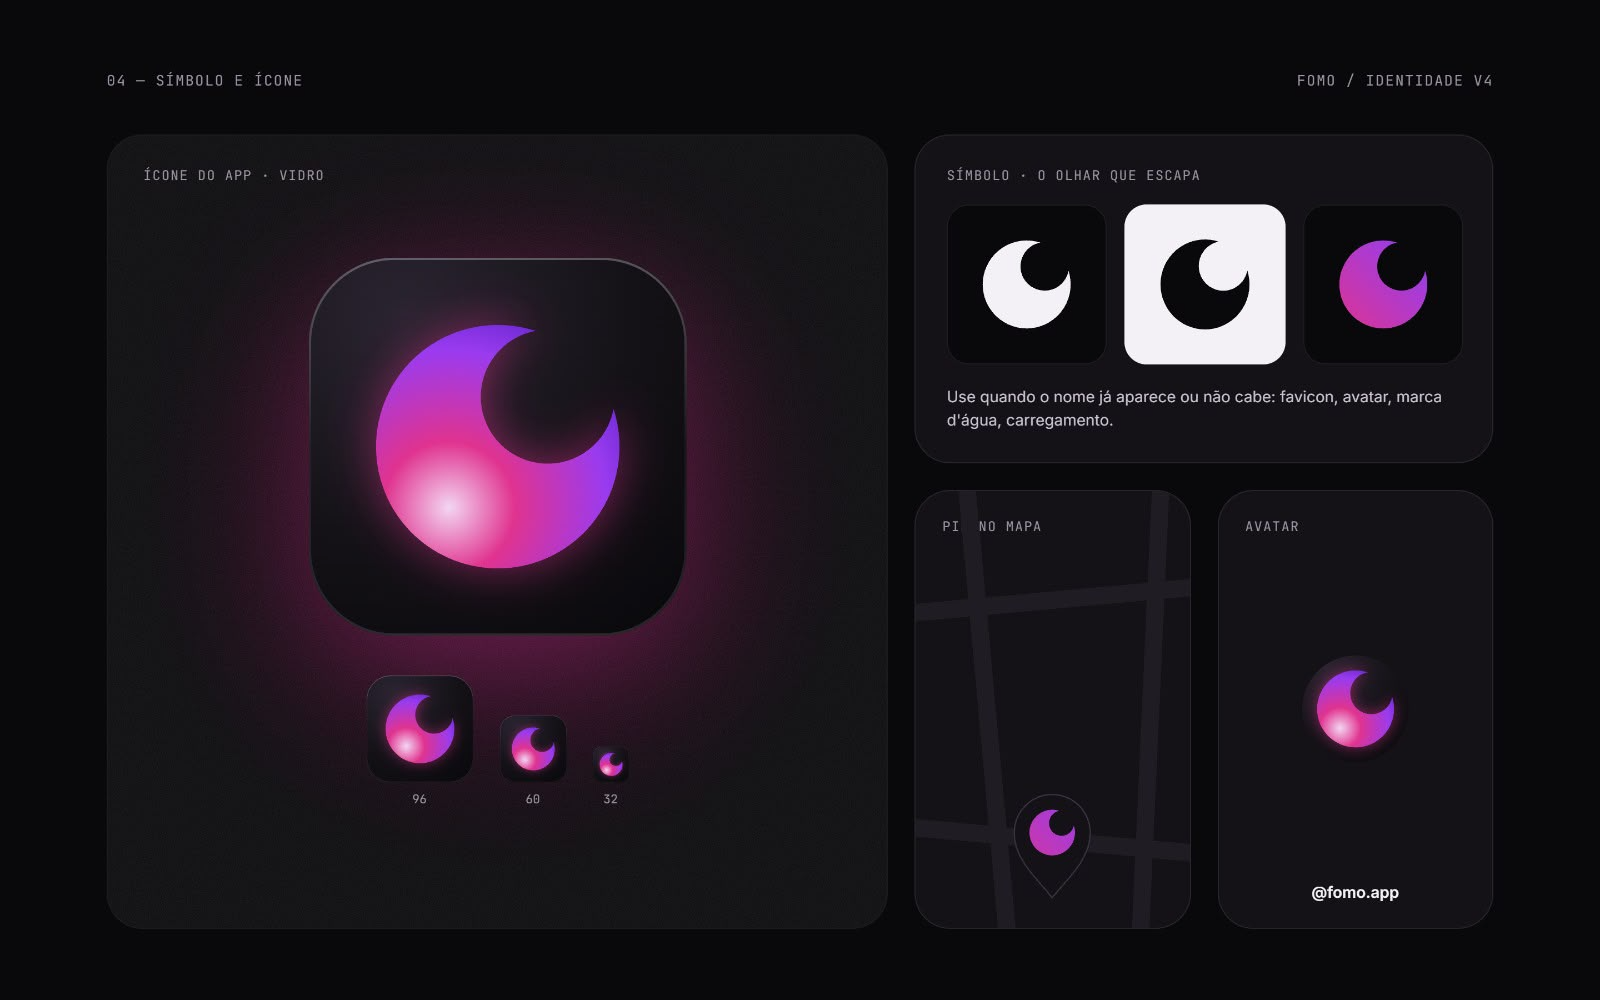 04 — SÍMBOLO E ÍCONE
FOMO / IDENTIDADE V4
ÍCONE DO APP · VIDRO
96
60
32
SÍMBOLO · O OLHAR QUE ESCAPA
Use quando o nome já aparece ou não cabe: favicon, avatar, marca
d'água, carregamento.
PI NO MAPA
AVATAR
@fomo.app